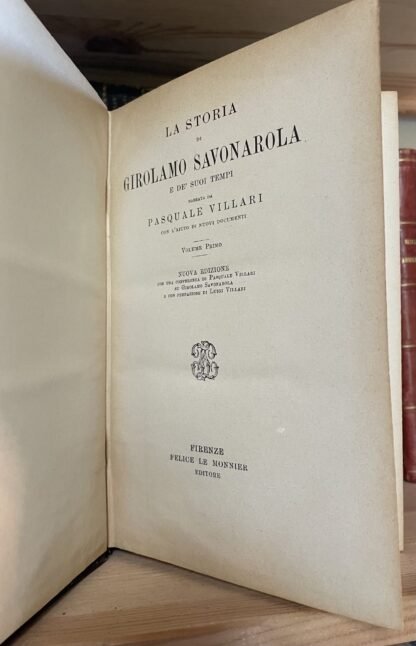 LA STORIA
DI
GIROLAMO SAVONAROLA
E DE' SUOI TEMPI
NARRATA DA
PASQUALE VILLARI
CON L'AIUTO DI NUOVI DOCUMENTI
VOLUME PRIMO
NUOVA EDIZIONE
CON UNA CONFERENZA DI PASQUALE VILLARI
SU GIROLAMO SAVONAROLA
E CON PREFAZIONE DI LUIGI VILLARI
FIRENZE
FELICE LE MONNIER
EDITORE